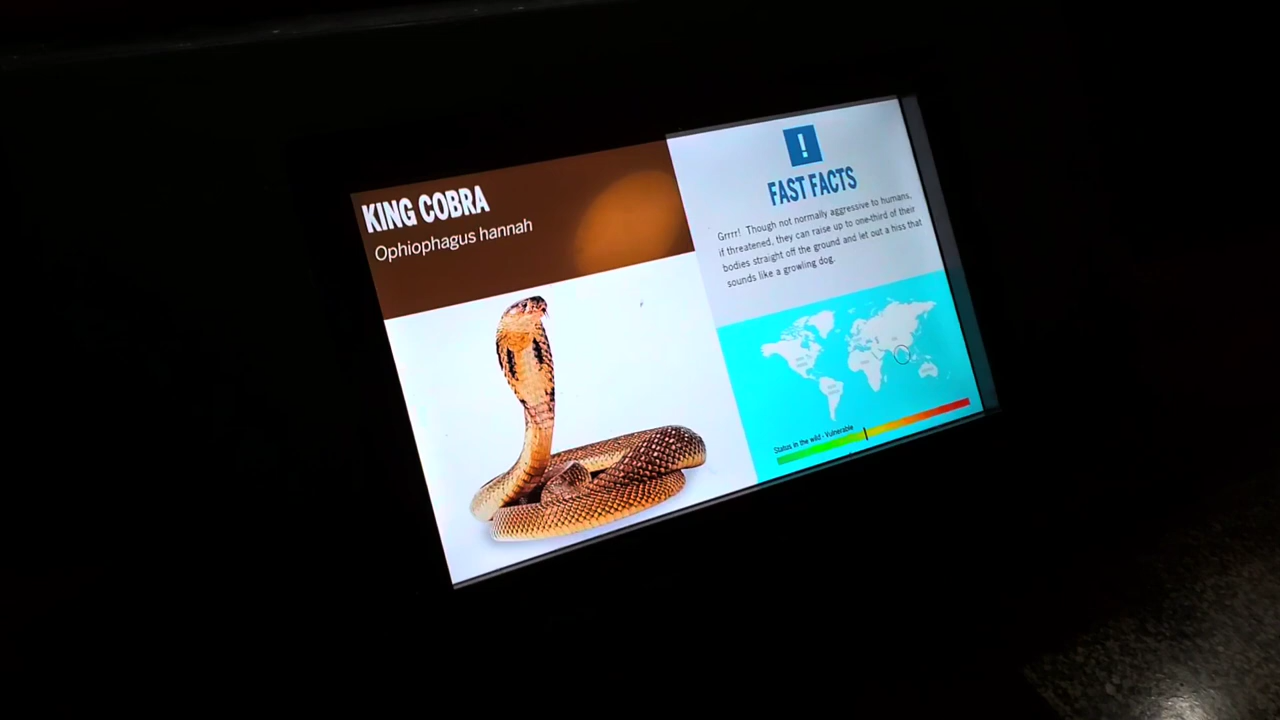 KING COBRA
Ophiophagus hannah
!
FAST FACTS
Grrrr! Though not normally aggressive to humans,
if threatened, they can raise up to one-third of their
bodies straight off the ground and let out a hiss that
sounds like a growling dog.
Status in the wild - Vulnerable